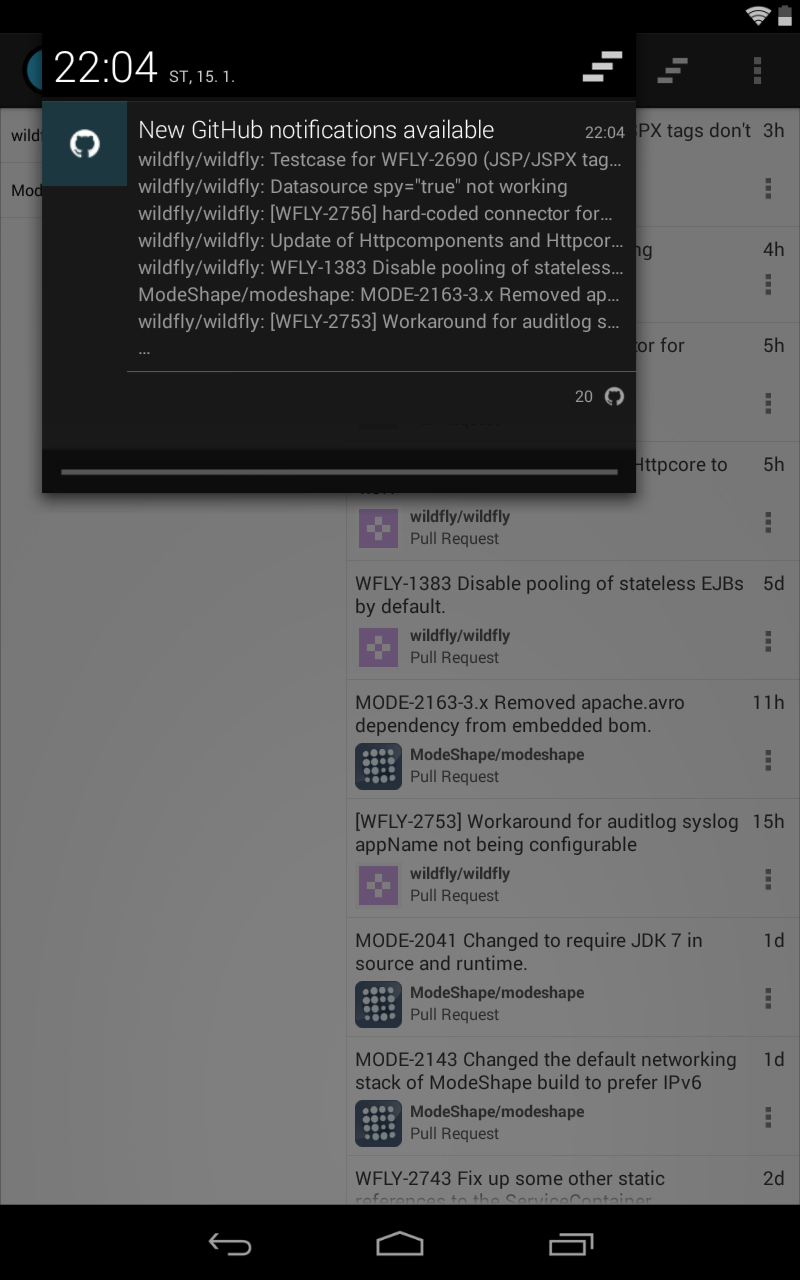 22:04 ST, 15. 1.
New GitHub notifications available 22:04
wildfly/wildfly: Testcase for WFLY-2690 (JSP/JSPX tag…
wildfly/wildfly: Datasource spy="true" not working
wildfly/wildfly: [WFLY-2756] hard-coded connector for…
wildfly/wildfly: Update of Httpcomponents and Httpcor…
wildfly/wildfly: WFLY-1383 Disable pooling of stateless…
ModeShape/modeshape: MODE-2163-3.x Removed ap…
wildfly/wildfly: [WFLY-2753] Workaround for auditlog s…
…
20
wildf
Mod
SPX tags don't 3h
ng 4h
tor for 5h
Httpcore to 5h
wildfly/wildfly
Pull Request
WFLY-1383 Disable pooling of stateless EJBs 5d
by default.
wildfly/wildfly
Pull Request
MODE-2163-3.x Removed apache.avro 11h
dependency from embedded bom.
ModeShape/modeshape
Pull Request
[WFLY-2753] Workaround for auditlog syslog 15h
appName not being configurable
wildfly/wildfly
Pull Request
MODE-2041 Changed to require JDK 7 in 1d
source and runtime.
ModeShape/modeshape
Pull Request
MODE-2143 Changed the default networking 1d
stack of ModeShape build to prefer IPv6
ModeShape/modeshape
Pull Request
WFLY-2743 Fix up some other static 2d
references to the ServiceContainer